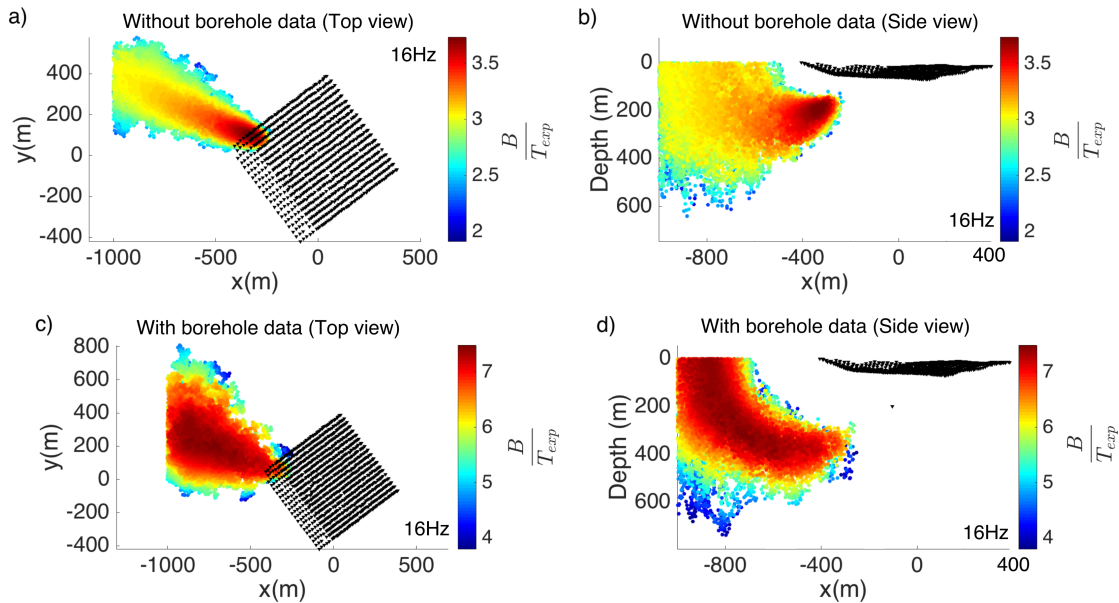 a)
Without borehole data (Top view)
16Hz
400
200
0
-200
-400
y(m)
-1000
-500
0
500
x(m)
3.5
3
2.5
2
B
T_exp
b)
Without borehole data (Side view)
0
200
400
600
Depth (m)
16Hz
-800
-400
0
400
x(m)
3.5
3
2.5
2
B
T_exp
c)
With borehole data (Top view)
800
600
400
200
0
-200
-400
y(m)
16Hz
-1000
-500
0
500
x(m)
7
6
5
4
B
T_exp
d)
With borehole data (Side view)
0
200
400
600
Depth (m)
16Hz
-800
-400
0
400
x(m)
7
6
5
4
B
T_exp